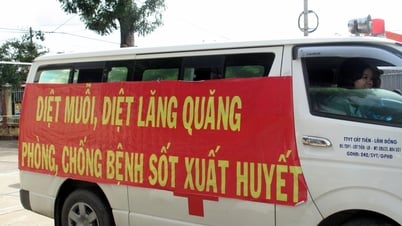 DIỆT MUỖI, DIỆT LĂNG QUĂNG
PHÒNG, CHỐNG BỆNH SỐT XUẤT HUYẾT
TTYT CÁT TIÊN - LÂM ĐỒNG